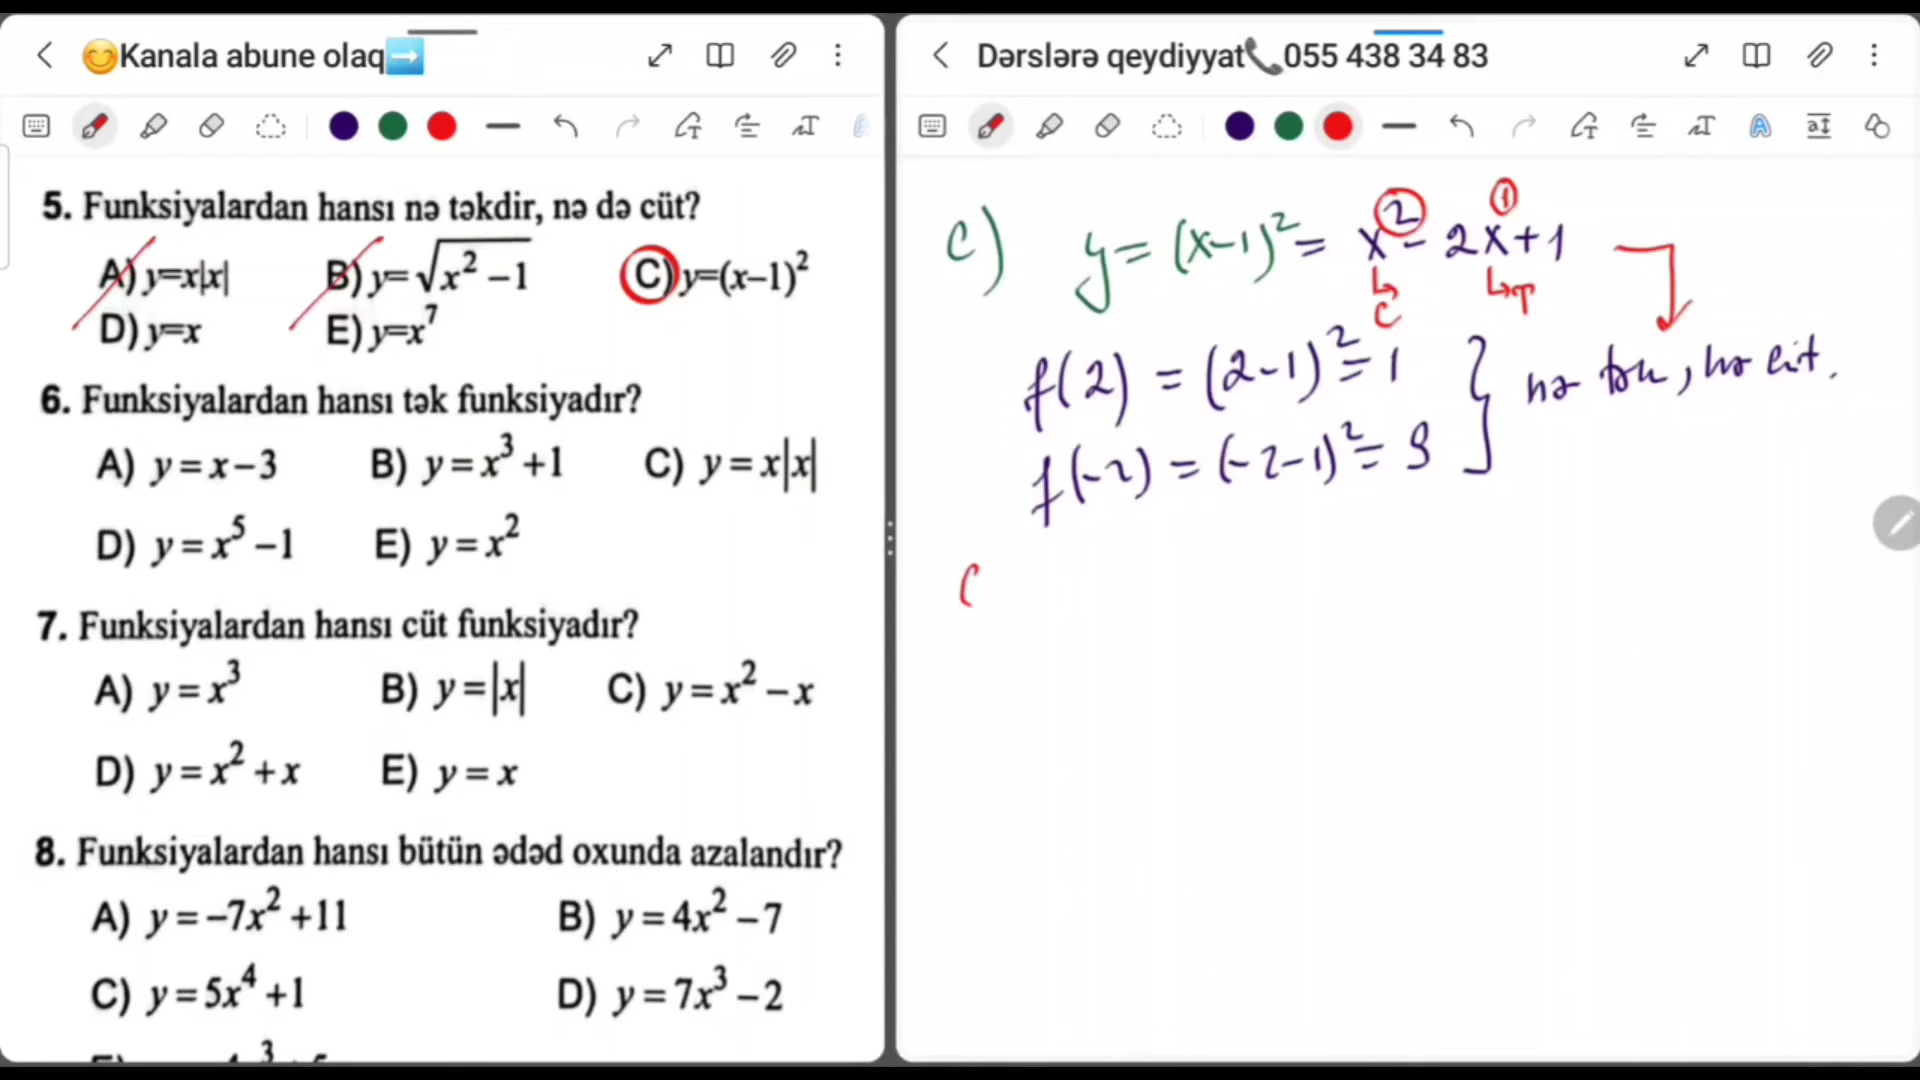 😊Kanala abune olaq➡️
Dərslərə qeydiyyat📞055 438 34 83
5. Funksiyalardan hansı nə təkdir, nə də cüt?
A) y=x|x| B) y=√(x² −1) C) y=(x−1)²
D) y=x E) y=x⁷
6. Funksiyalardan hansı tək funksiyadır?
A) y = x − 3 B) y = x³ +1 C) y = x|x|
D) y = x⁵ −1 E) y = x²
7. Funksiyalardan hansı cüt funksiyadır?
A) y = x³ B) y = |x| C) y = x² − x
D) y = x² + x E) y = x
8. Funksiyalardan hansı bütün ədəd oxunda azalandır?
A) y = −7x² +11 B) y = 4x² − 7
C) y = 5x⁴ +1 D) y = 7x³ − 2
C) y = (x−1)² = x² − 2x + 1
① 
↳C ↳T
f(2) = (2−1)² = 1
f(−2) = (−2−1)² = 9
nə tək, nə cüt.